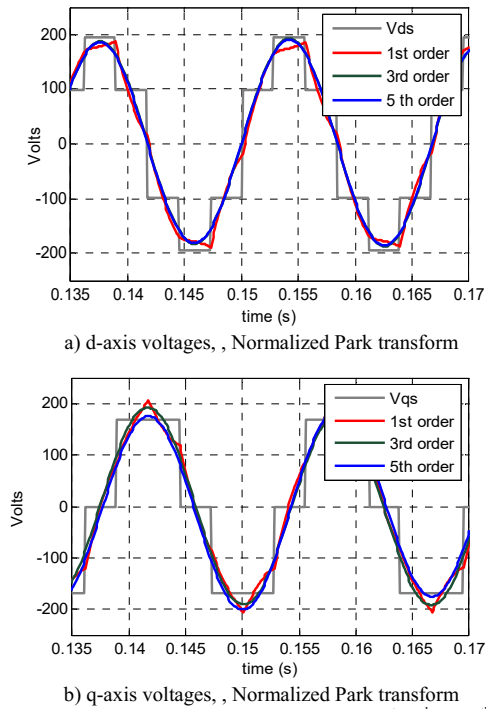 Volts
200
100
0
-100
-200
Vds
1st order
3rd order
5 th order
0.135 0.14 0.145 0.15 0.155 0.16 0.165 0.17
time (s)
a) d-axis voltages, , Normalized Park transform
Volts
200
100
0
-100
-200
Vqs
1st order
3rd order
5th order
0.135 0.14 0.145 0.15 0.155 0.16 0.165 0.17
time (s)
b) q-axis voltages, , Normalized Park transform